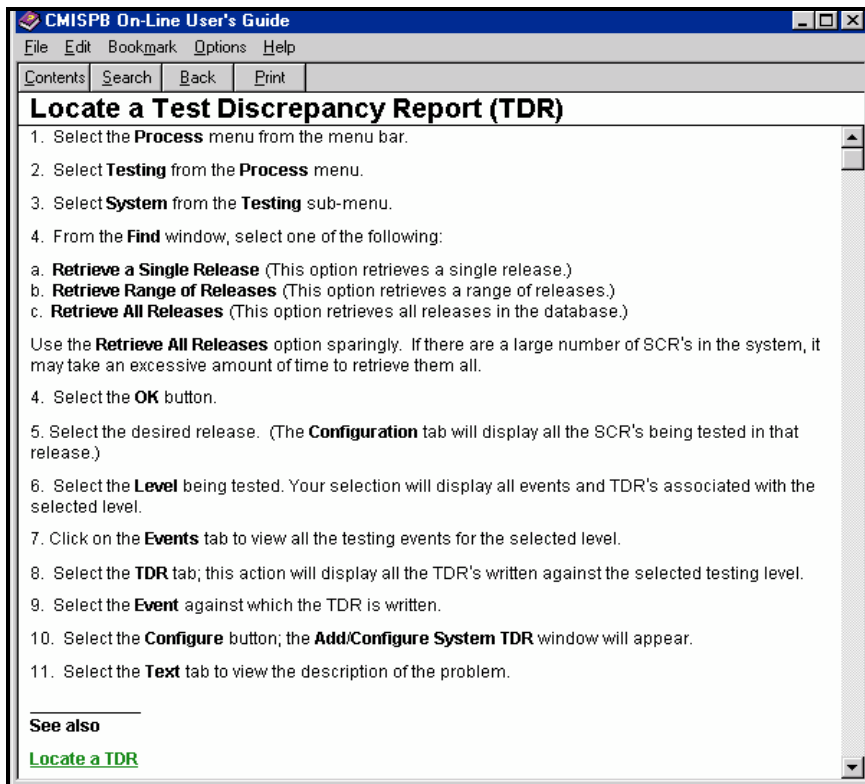 CMISPB On-Line User's Guide
File Edit Bookmark Options Help
Contents Search Back Print
Locate a Test Discrepancy Report (TDR)
1. Select the Process menu from the menu bar.
2. Select Testing from the Process menu.
3. Select System from the Testing sub-menu.
4. From the Find window, select one of the following:
a. Retrieve a Single Release (This option retrieves a single release.)
b. Retrieve Range of Releases (This option retrieves a range of releases.)
c. Retrieve All Releases (This option retrieves all releases in the database.)
Use the Retrieve All Releases option sparingly. If there are a large number of SCR's in the system, it
may take an excessive amount of time to retrieve them all.
4. Select the OK button.
5. Select the desired release. (The Configuration tab will display all the SCR's being tested in that
release.)
6. Select the Level being tested. Your selection will display all events and TDR's associated with the
selected level.
7. Click on the Events tab to view all the testing events for the selected level.
8. Select the TDR tab; this action will display all the TDR's written against the selected testing level.
9. Select the Event against which the TDR is written.
10. Select the Configure button; the Add/Configure System TDR window will appear.
11. Select the Text tab to view the description of the problem.
See also
Locate a TDR